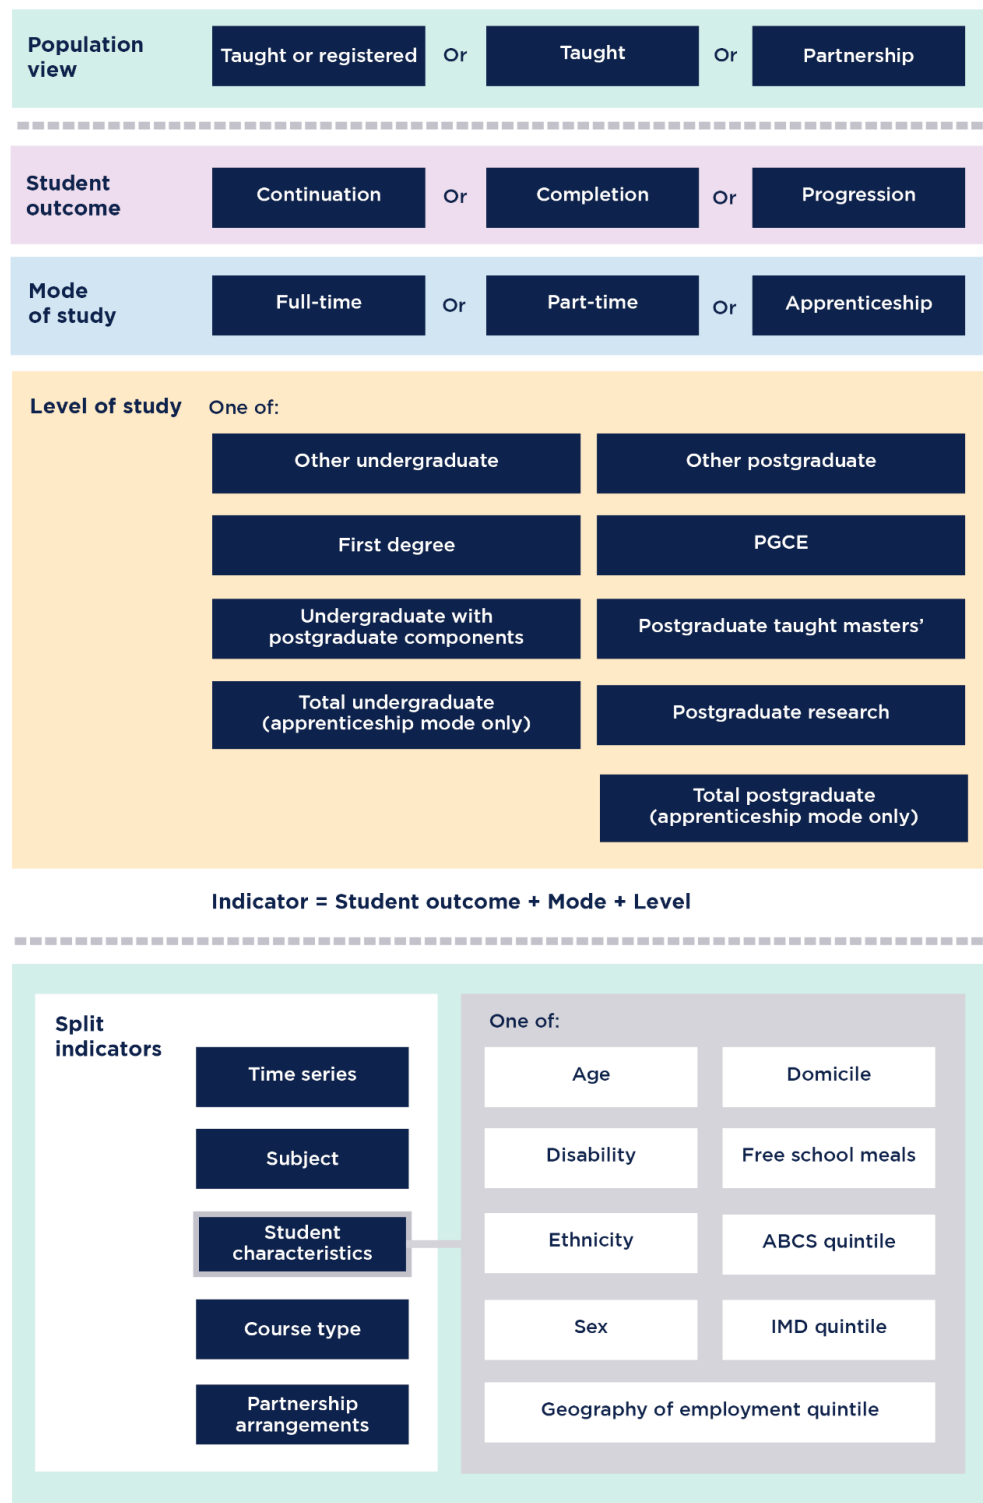 Population
view
Taught or registered
Or
Taught
Or
Partnership
Student
outcome
Continuation
Or
Completion
Or
Progression
Mode
of study
Full-time
Or
Part-time
Or
Apprenticeship
Level of study
One of:
Other undergraduate
Other postgraduate
First degree
PGCE
Undergraduate with
postgraduate components
Postgraduate taught masters’
Total undergraduate
(apprenticeship mode only)
Postgraduate research
Total postgraduate
(apprenticeship mode only)
Indicator = Student outcome + Mode + Level
Split
indicators
Time series
Subject
Student
characteristics
Course type
Partnership
arrangements
One of:
Age
Domicile
Disability
Free school meals
Ethnicity
ABCS quintile
Sex
IMD quintile
Geography of employment quintile